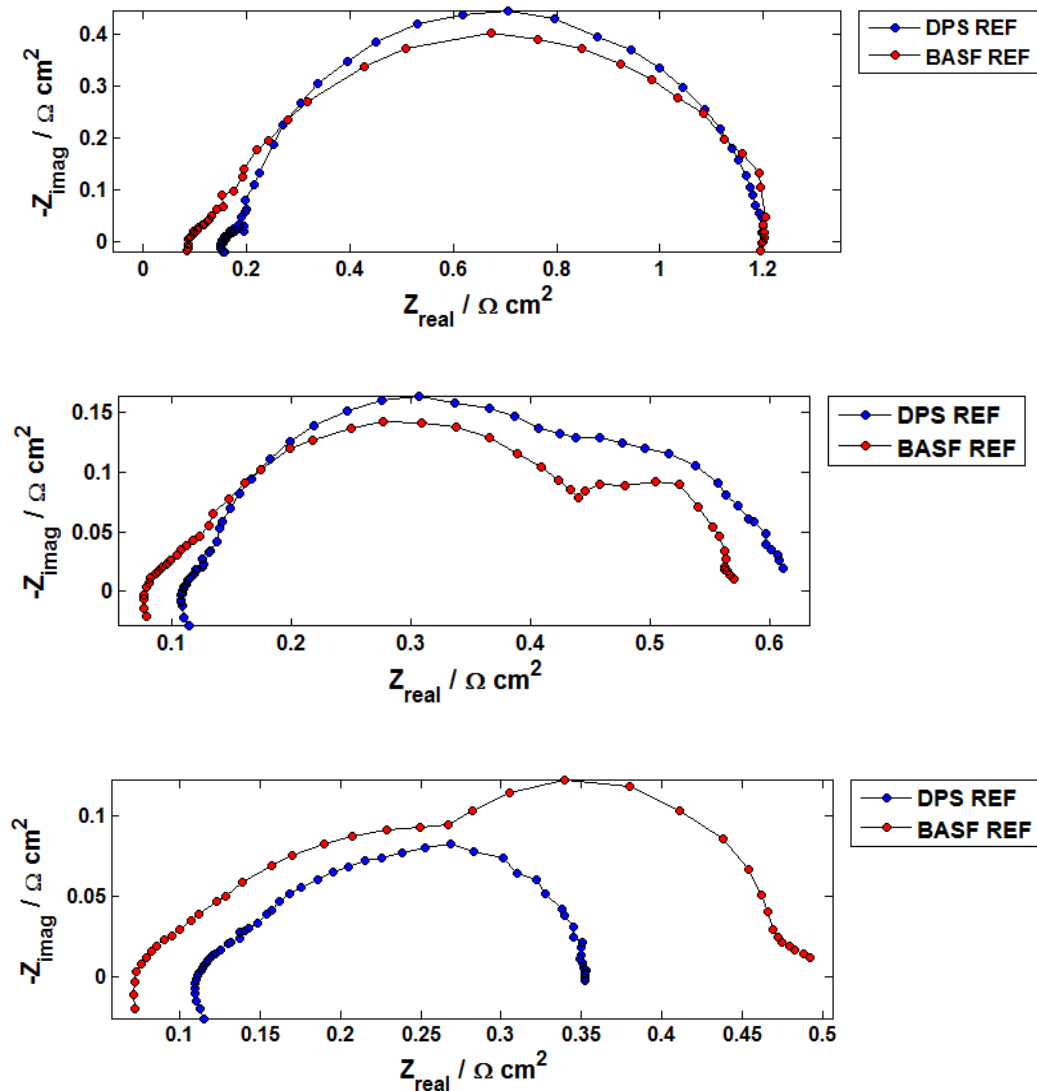 0.4
0.3
0.2
0.1
0
-Z_imag / Ω cm²
0 0.2 0.4 0.6 0.8 1 1.2
Z_real / Ω cm²
DPS REF
BASF REF
0.15
0.1
0.05
0
-Z_imag / Ω cm²
0.1 0.2 0.3 0.4 0.5 0.6
Z_real / Ω cm²
DPS REF
BASF REF
0.1
0.05
0
-Z_imag / Ω cm²
0.1 0.15 0.2 0.25 0.3 0.35 0.4 0.45 0.5
Z_real / Ω cm²
DPS REF
BASF REF